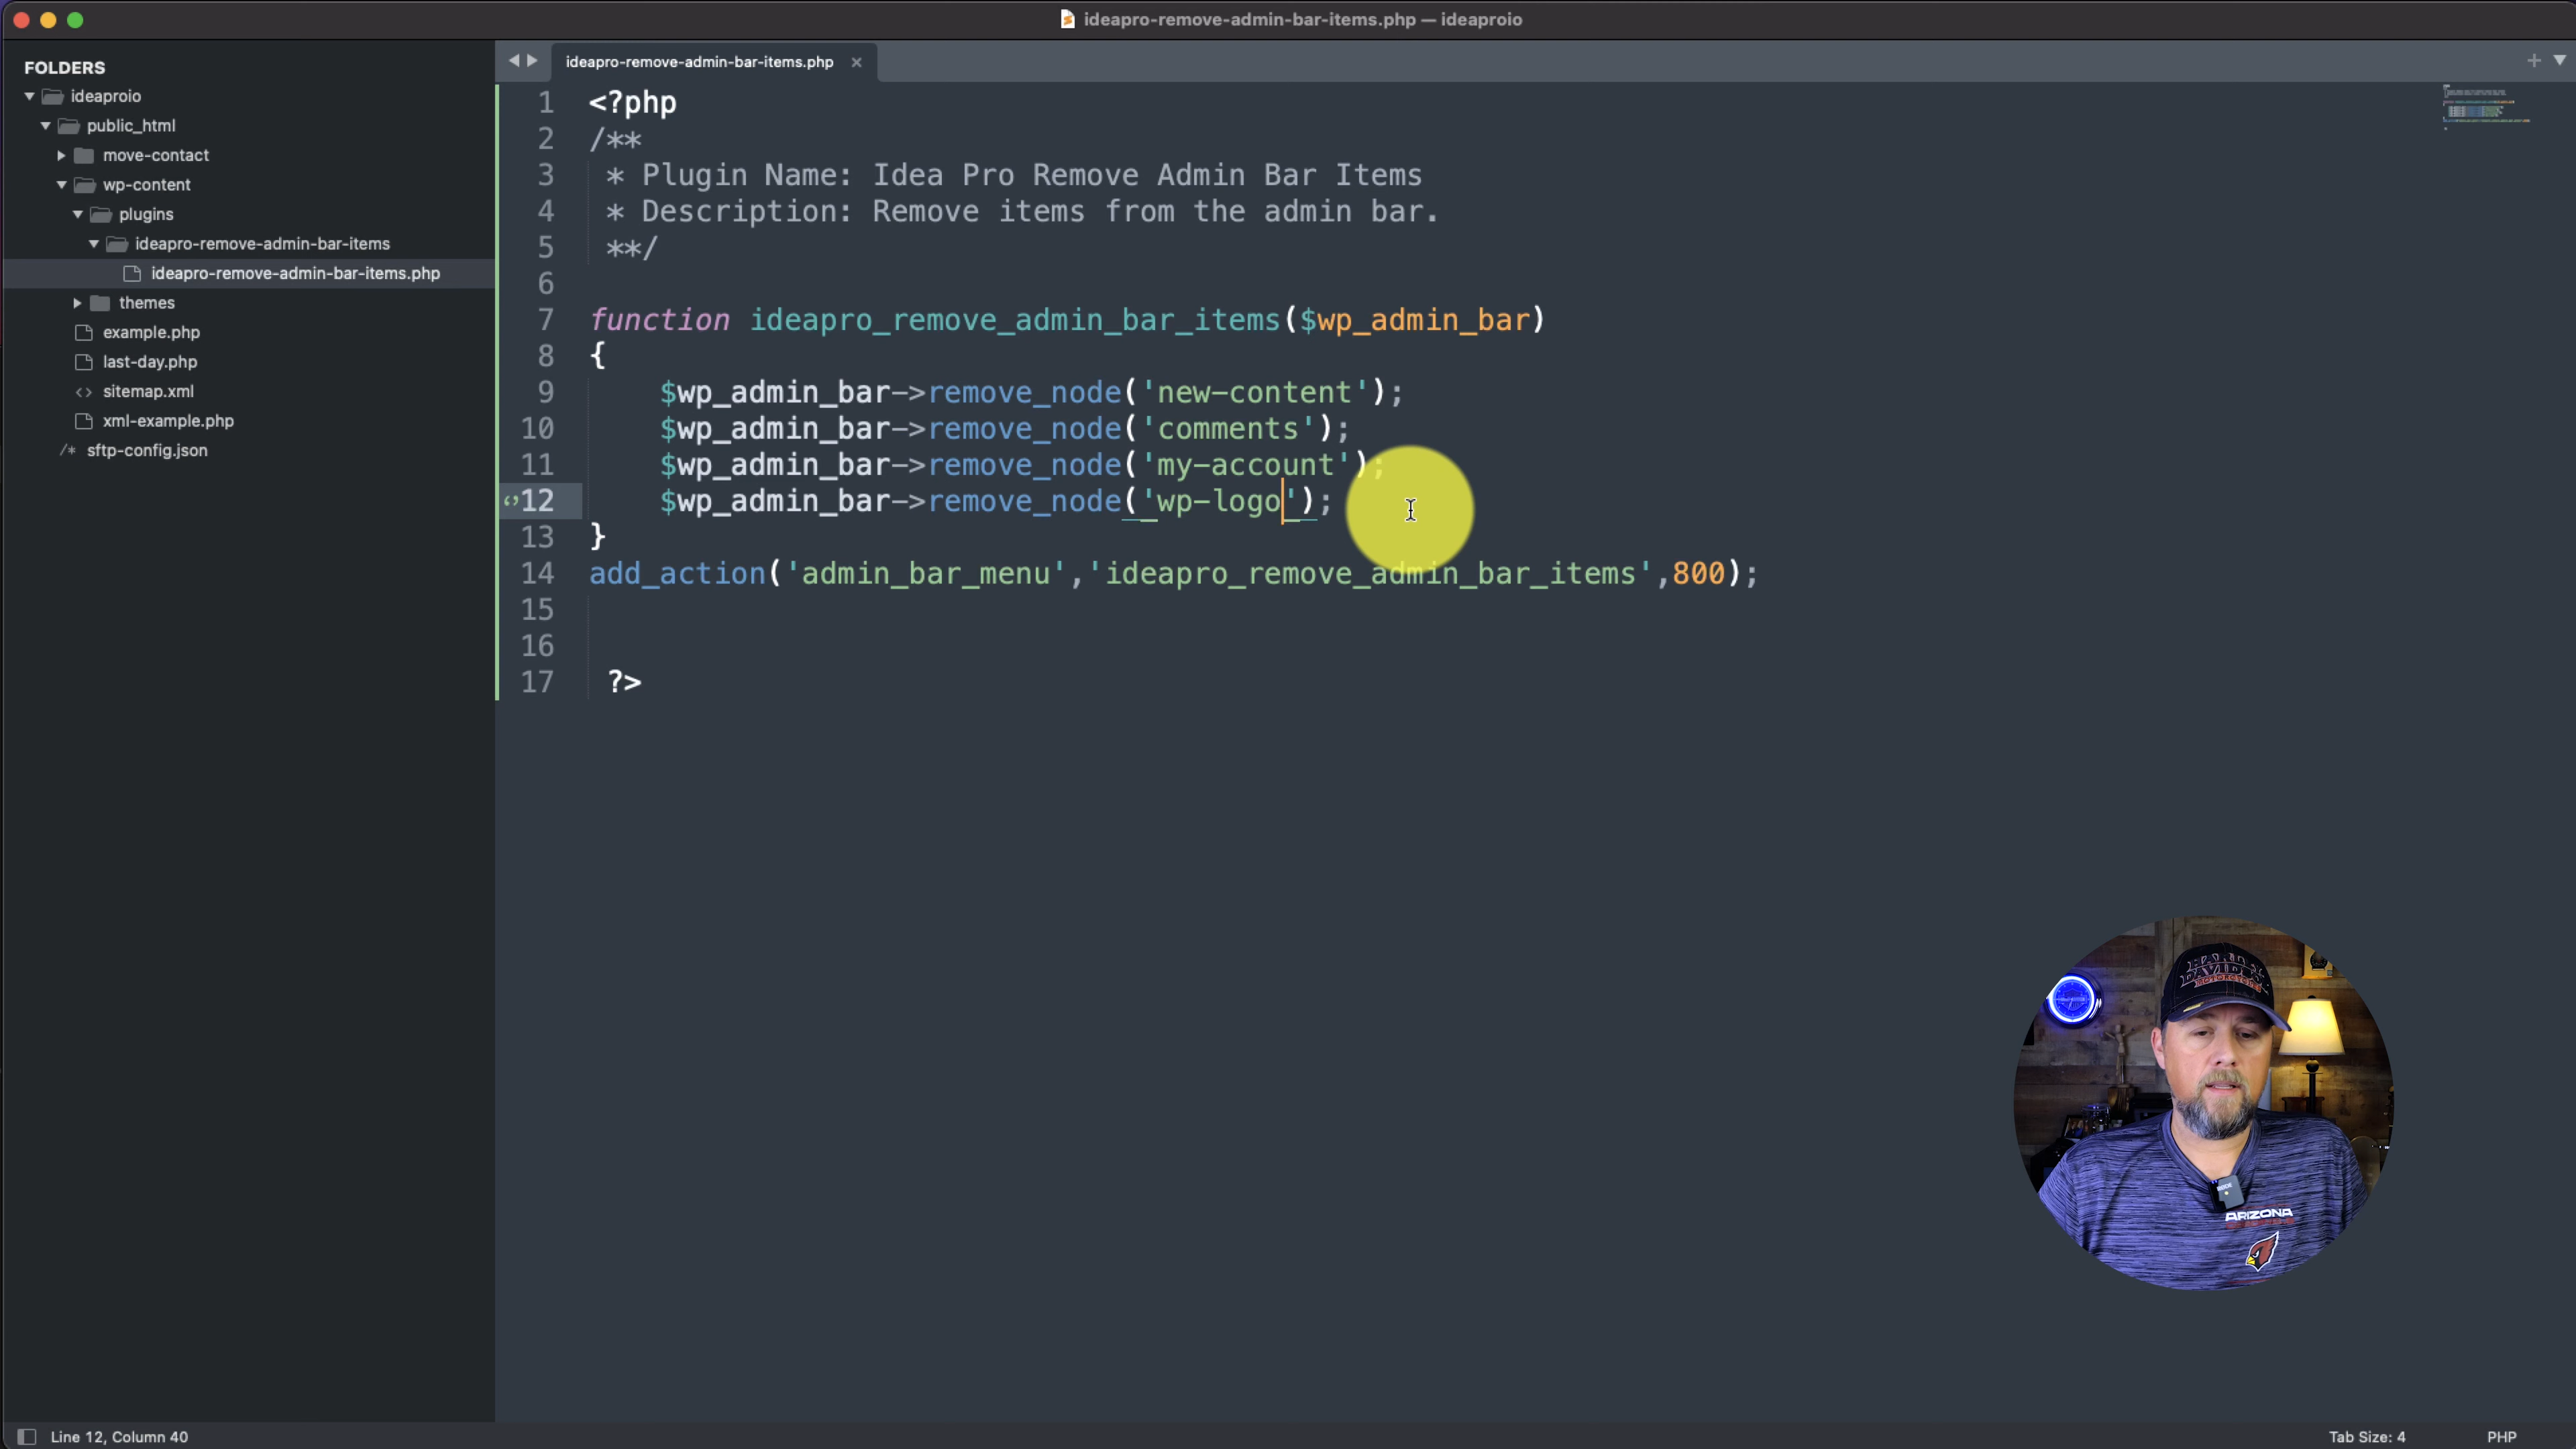 ideapro-remove-admin-bar-items.php — ideaproio
FOLDERS
ideaproio
public_html
move-contact
wp-content
plugins
ideapro-remove-admin-bar-items
ideapro-remove-admin-bar-items.php
themes
example.php
last-day.php
<> sitemap.xml
xml-example.php
/* sftp-config.json
ideapro-remove-admin-bar-items.php ×
1 <?php
2 /**
3 * Plugin Name: Idea Pro Remove Admin Bar Items
4 * Description: Remove items from the admin bar.
5 **/
6
7 function ideapro_remove_admin_bar_items($wp_admin_bar)
8 {
9 $wp_admin_bar->remove_node('new-content');
10 $wp_admin_bar->remove_node('comments');
11 $wp_admin_bar->remove_node('my-account');
12 $wp_admin_bar->remove_node('wp-logo');
13 }
14 add_action('admin_bar_menu','ideapro_remove_admin_bar_items',800);
15
16
17 ?>
HARLEY
DAVIDSON
MOTORCYCLES
ARIZONA
Line 12, Column 40
Tab Size: 4
PHP